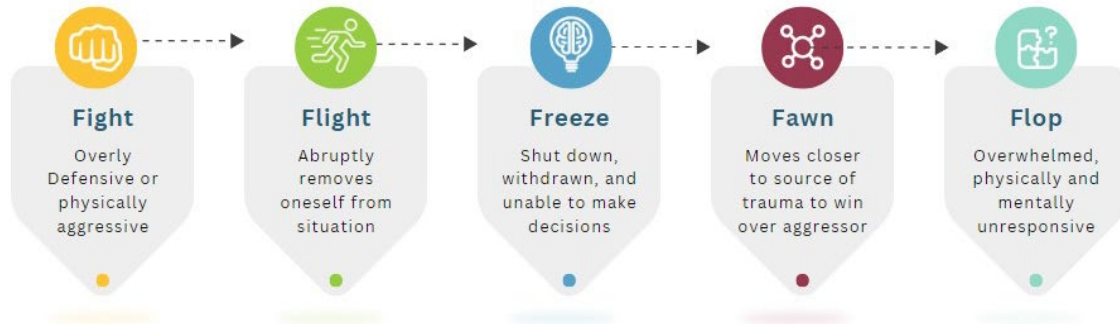 Fight
Overly
Defensive or
physically
aggressive
Flight
Abruptly
removes
oneself from
situation
Freeze
Shut down,
withdrawn, and
unable to make
decisions
Fawn
Moves closer
to source of
trauma to win
over aggressor
?
Flop
Overwhelmed,
physically and
mentally
unresponsive